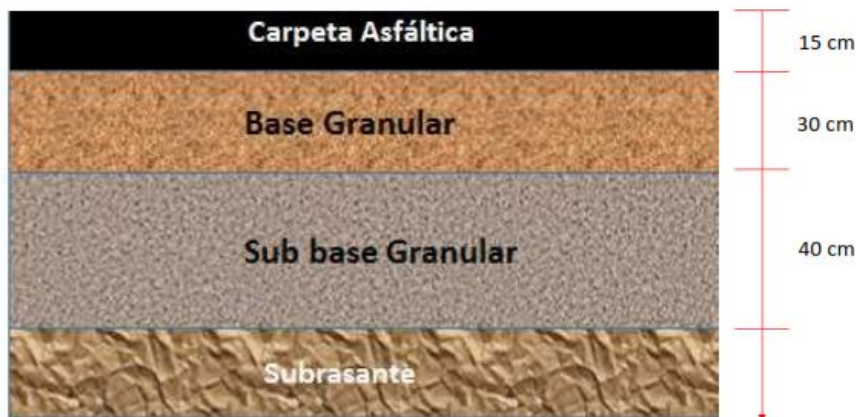 Carpeta Asfáltica
15 cm
Base Granular
30 cm
Sub base Granular
40 cm
Subrasante